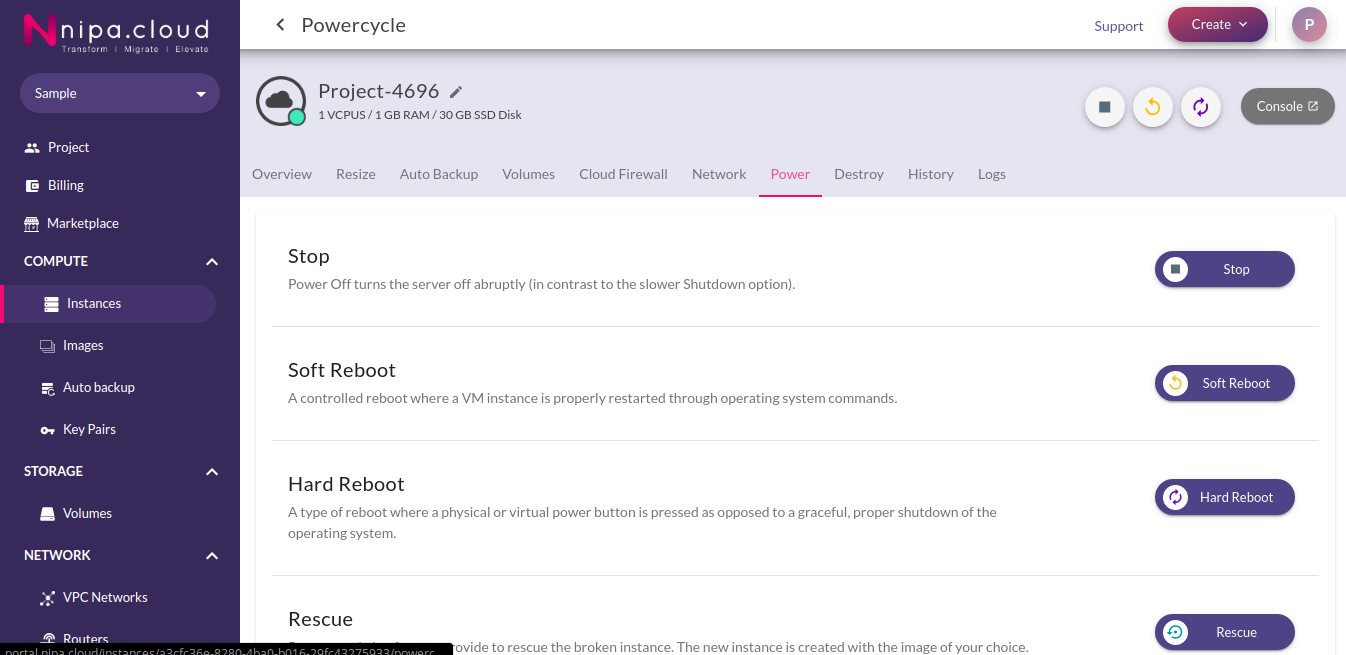 nipa.cloud
Transform | Migrate | Elevate
Powercycle
Support
Create
P
Sample
Project-4696
1 VCPUS / 1 GB RAM / 30 GB SSD Disk
Console
Project
Billing
Marketplace
COMPUTE
Instances
Images
Auto backup
Key Pairs
STORAGE
Volumes
NETWORK
VPC Networks
Routers
Overview
Resize
Auto Backup
Volumes
Cloud Firewall
Network
Power
Destroy
History
Logs
Stop
Power Off turns the server off abruptly (in contrast to the slower Shutdown option).
Stop
Soft Reboot
A controlled reboot where a VM instance is properly restarted through operating system commands.
Soft Reboot
Hard Reboot
A type of reboot where a physical or virtual power button is pressed as opposed to a graceful, proper shutdown of the
operating system.
Hard Reboot
Rescue
to rescue the broken instance. The new instance is created with the image of your choice.
Rescue
portal.nipa.cloud/instances/a3cfc36e-8280-4ba0-b016-29fc43275933/powerc...